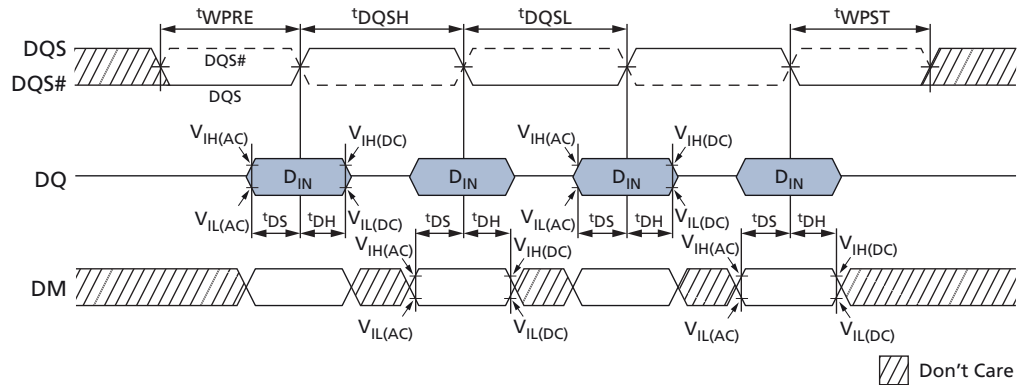 tWPRE tDQSH tDQSL tWPST
DQS
DQS#
DQS#
DQS
VIH(AC) VIH(DC) VIH(AC) VIH(DC)
DQ DIN DIN DIN DIN
VIL(AC) tDS tDH VIL(DC) VIL(AC) tDS tDH VIL(DC)
VIH(AC) tDS tDH VIH(DC) VIH(AC) tDS tDH VIH(DC)
DM
VIL(AC) VIL(DC) VIL(AC) VIL(DC)
Don't Care